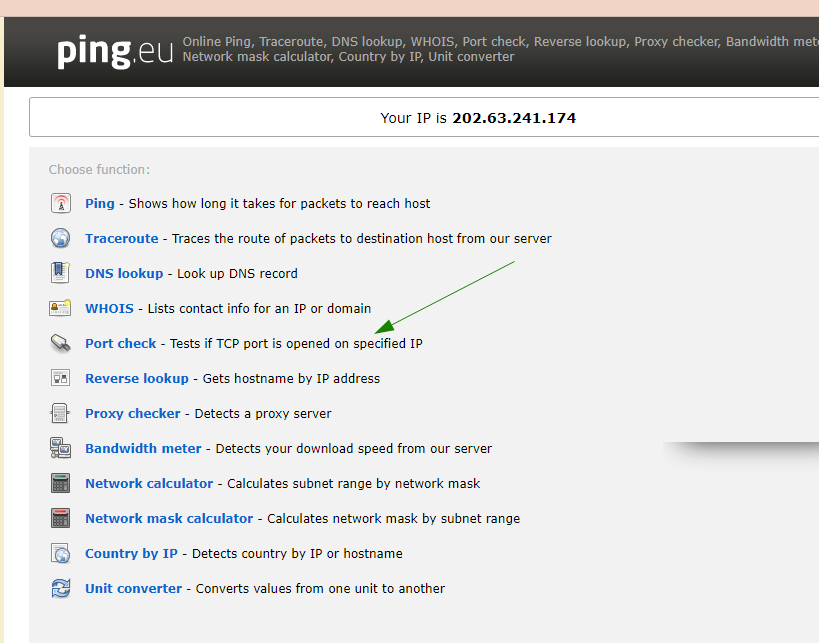 ping.eu
Online Ping, Traceroute, DNS lookup, WHOIS, Port check, Reverse lookup, Proxy checker, Bandwidth
Network mask calculator, Country by IP, Unit converter
Your IP is 202.63.241.174
Choose function:
Ping - Shows how long it takes for packets to reach host
Traceroute - Traces the route of packets to destination host from our server
DNS lookup - Look up DNS record
WHOIS - Lists contact info for an IP or domain
Port check - Tests if TCP port is opened on specified IP
Reverse lookup - Gets hostname by IP address
Proxy checker - Detects a proxy server
Bandwidth meter - Detects your download speed from our server
Network calculator - Calculates subnet range by network mask
Network mask calculator - Calculates network mask by subnet range
Country by IP - Detects country by IP or hostname
Unit converter - Converts values from one unit to another